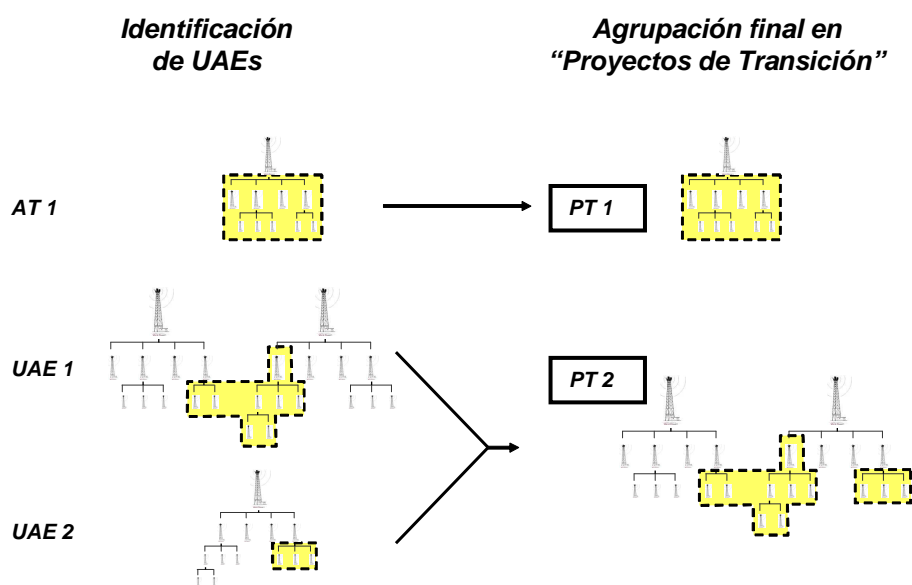 Identificación
de UAEs
Agrupación final en
“Proyectos de Transición”
AT 1
PT 1
UAE 1
PT 2
UAE 2